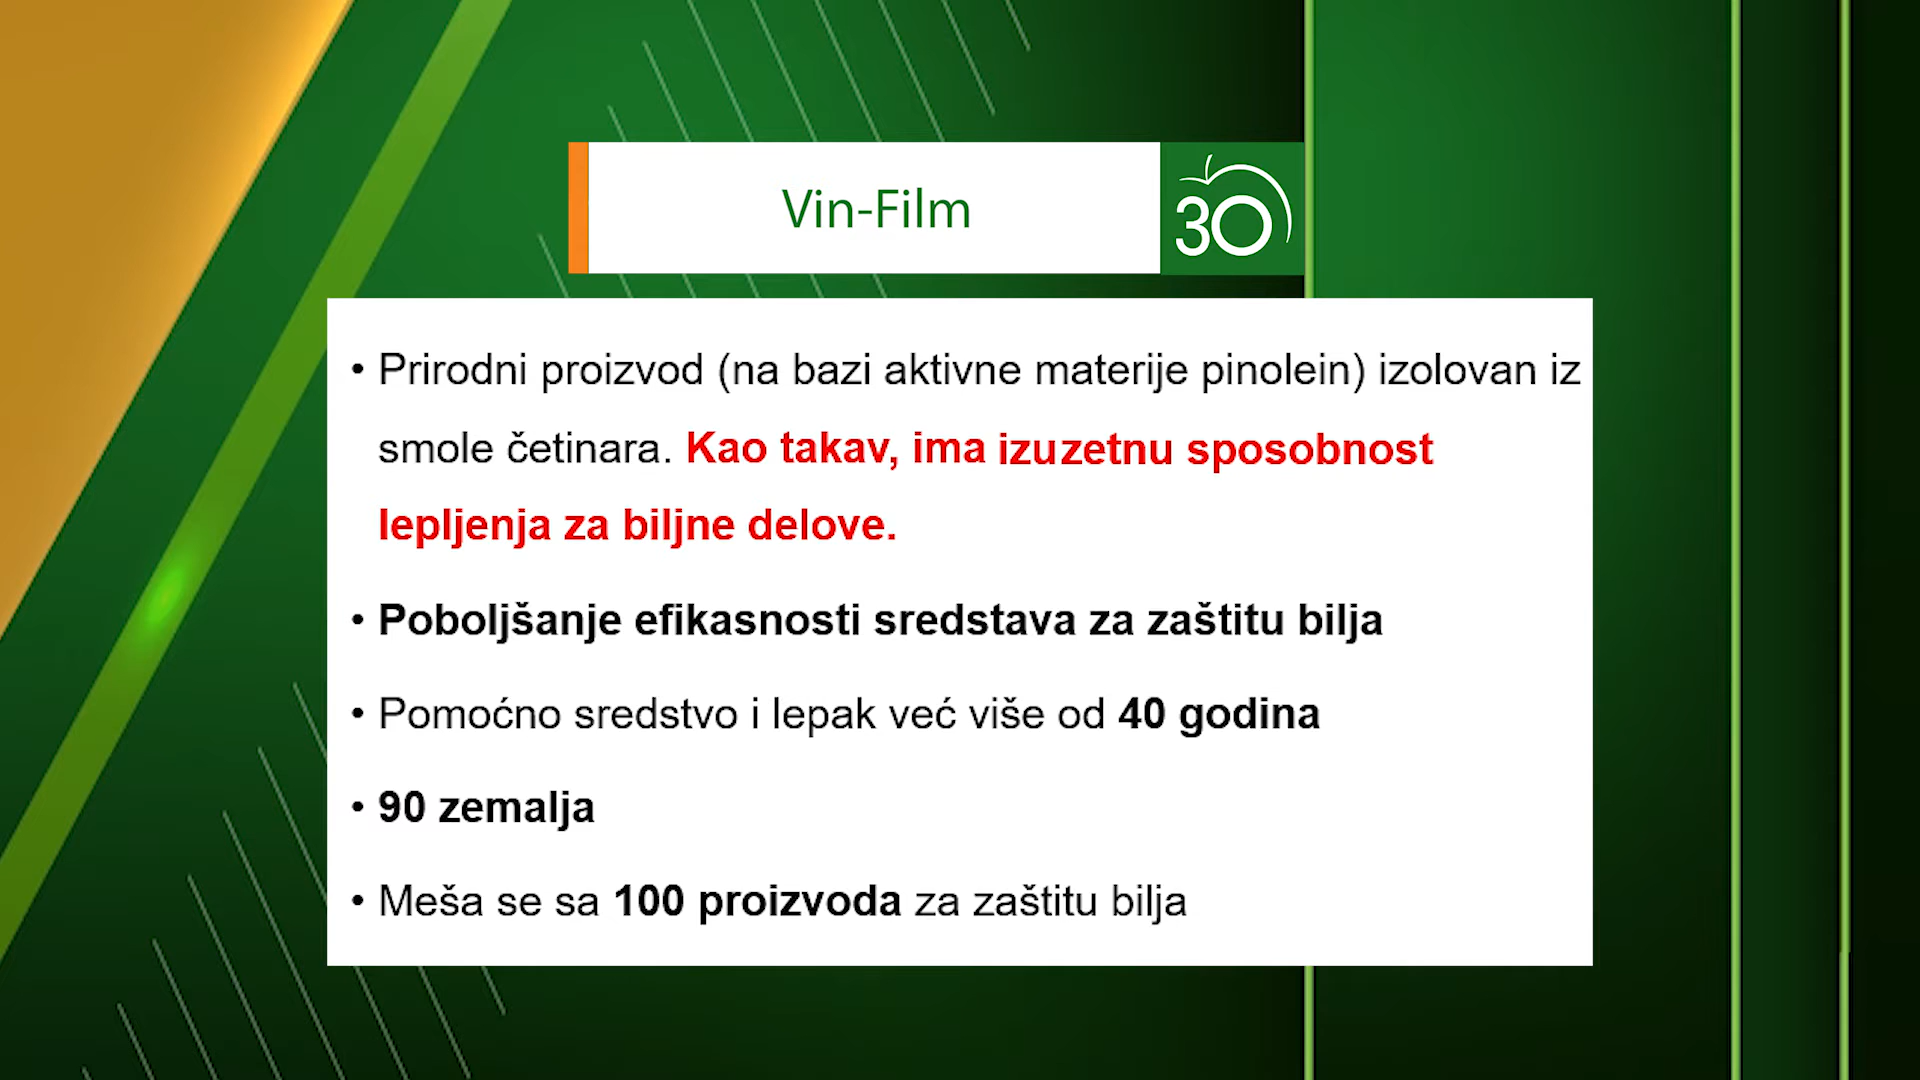 Vin-Film
30
• Prirodni proizvod (na bazi aktivne materije pinolein) izolovan iz
smole četinara. Kao takav, ima izuzetnu sposobnost
lepljenja za biljne delove.
• Poboljšanje efikasnosti sredstava za zaštitu bilja
• Pomoćno sredstvo i lepak već više od 40 godina
• 90 zemalja
• Meša se sa 100 proizvoda za zaštitu bilja